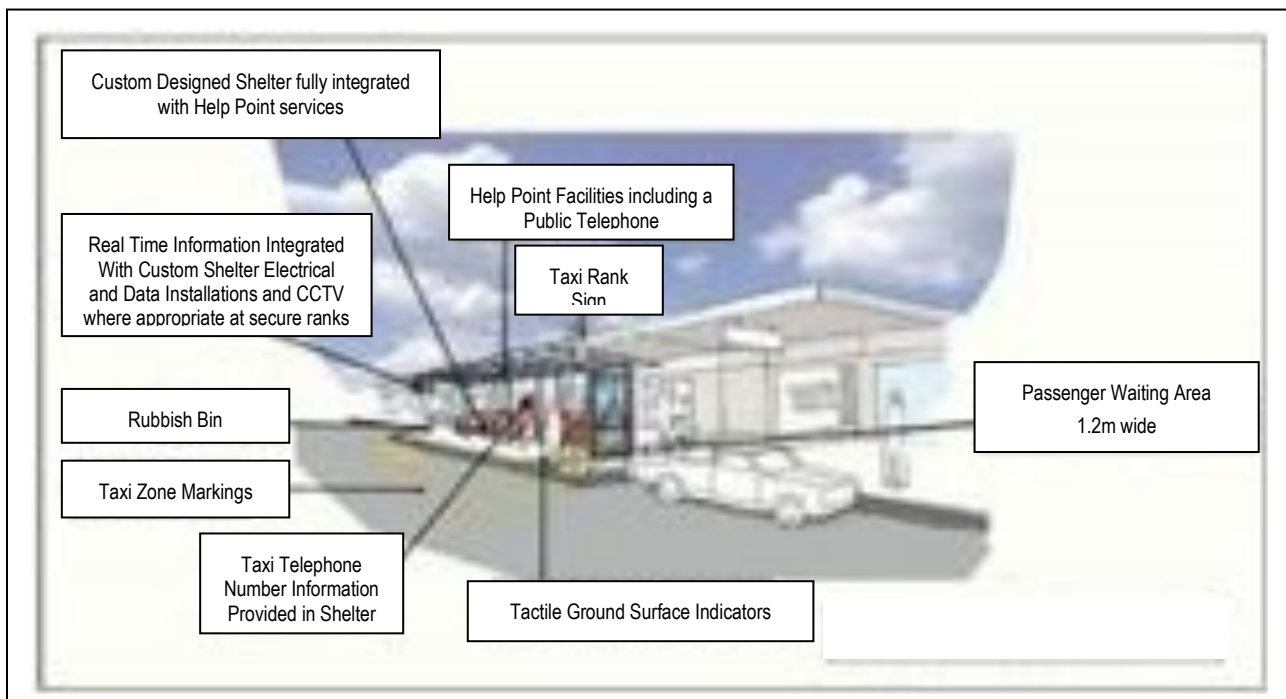 Custom Designed Shelter fully integrated
with Help Point services
Help Point Facilities including a
Public Telephone
Real Time Information Integrated
With Custom Shelter Electrical
and Data Installations and CCTV
where appropriate at secure ranks
Taxi Rank
Sign
Passenger Waiting Area
1.2m wide
Rubbish Bin
Taxi Zone Markings
Taxi Telephone
Number Information
Provided in Shelter
Tactile Ground Surface Indicators